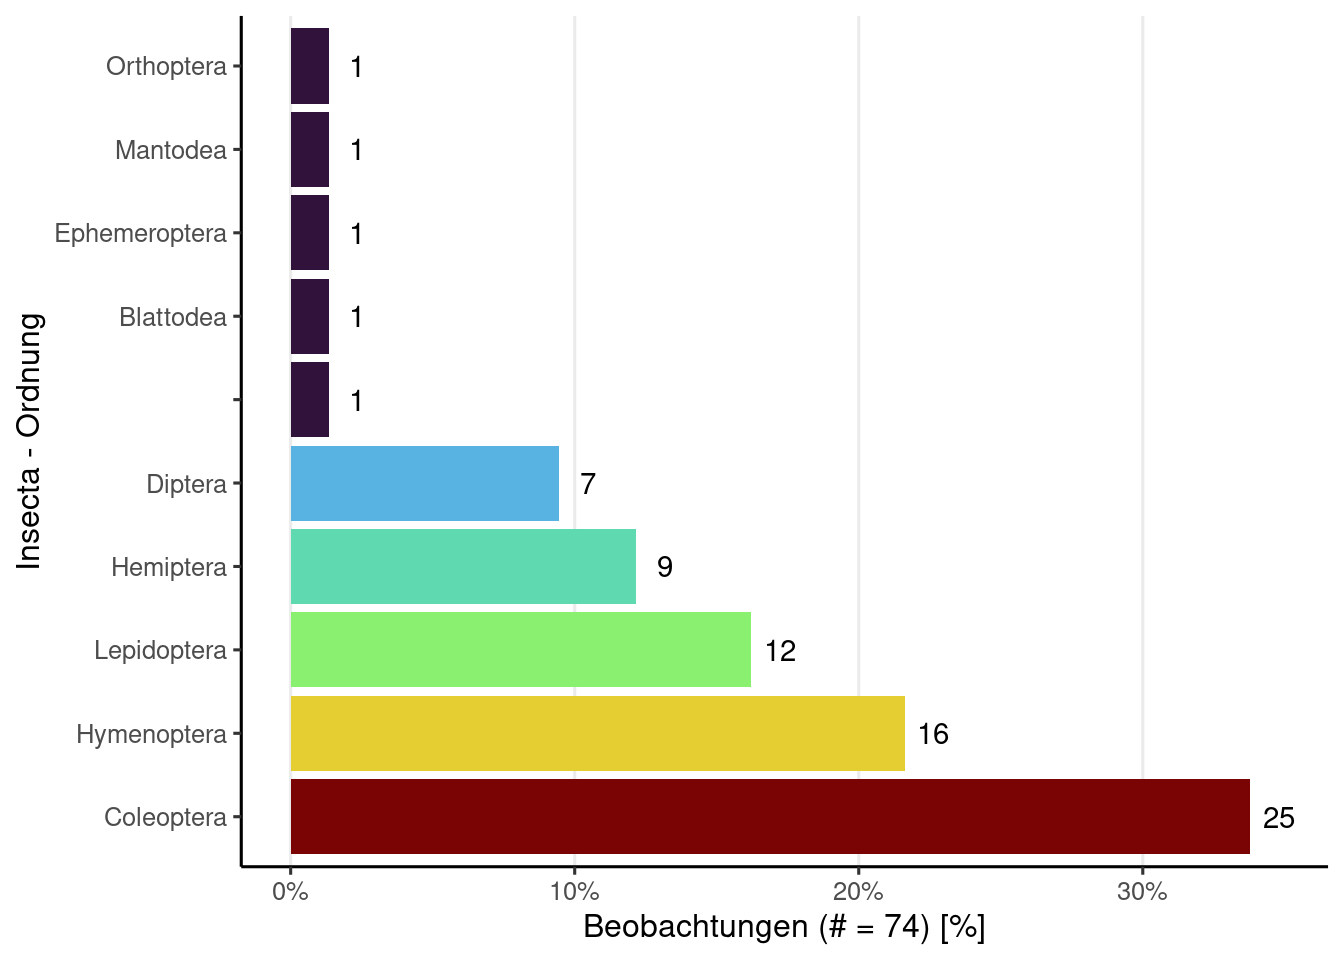 Orthoptera 1
Mantodea 1
Ephemeroptera 1
Blattodea 1
1
Diptera 7
Hemiptera 9
Lepidoptera 12
Hymenoptera 16
Coleoptera 25
Insecta - Ordnung
0% 10% 20% 30%
Beobachtungen (# = 74) [%]